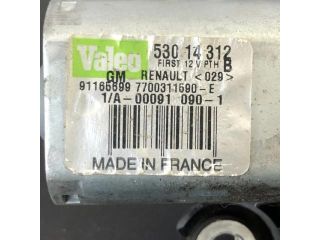 Valeo 530 14 312
FIRST 12 V PTH B
GM RENAULT <029>
91165699 7700311590-E
1/A-00091 090-1
MADE IN FRANCE